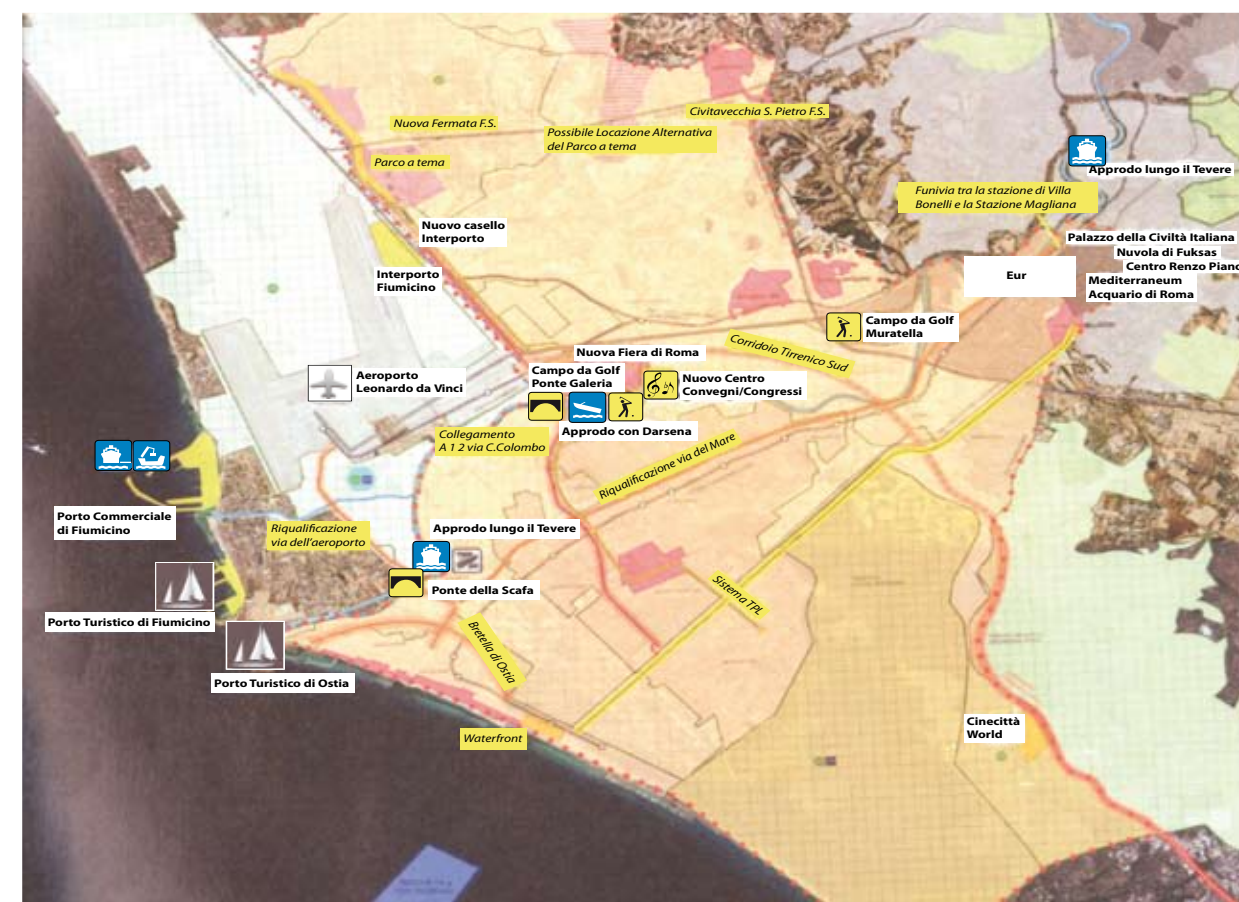 Civitavecchia S. Pietro F.S.
Nuova Fermata F.S.
Possibile Locazione Alternativa
del Parco a tema
Parco a tema
Approdo lungo il Tevere
Funivia tra la stazione di Villa
Bonelli e la Stazione Magliana
Nuovo casello
Interporto
Palazzo della Civiltà Italiana
Nuvola di Fuksas
Centro Renzo Piano
Interporto
Fiumicino
Eur
Mediterraneum
Acquario di Roma
Campo da Golf
Muratella
Nuova Fiera di Roma
Corridoio Tirrenico Sud
Aeroporto
Leonardo da Vinci
Campo da Golf
Ponte Galeria
Nuovo Centro
Convegni/Congressi
Approdo con Darsena
Collegamento
A 1 2 via C.Colombo
Riqualificazione via del Mare
Porto Commerciale
di Fiumicino
Riqualificazione
via dell'aeroporto
Approdo lungo il Tevere
Ponte della Scafa
Sistema TPL
Porto Turistico di Fiumicino
Bretella di Ostia
Porto Turistico di Ostia
Cinecittà
World
Waterfront